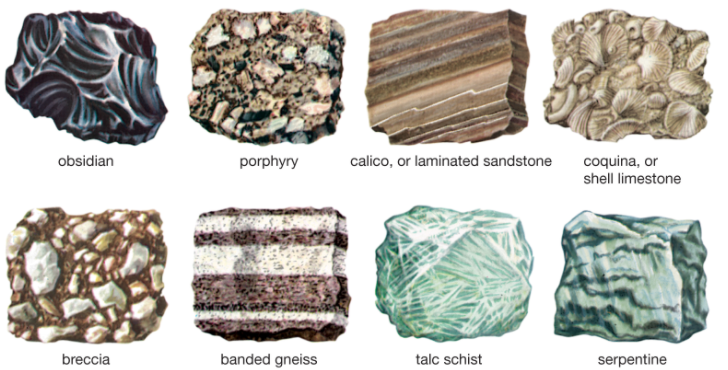 obsidian
porphyry
calico, or laminated sandstone
coquina, or
shell limestone
breccia
banded gneiss
talc schist
serpentine